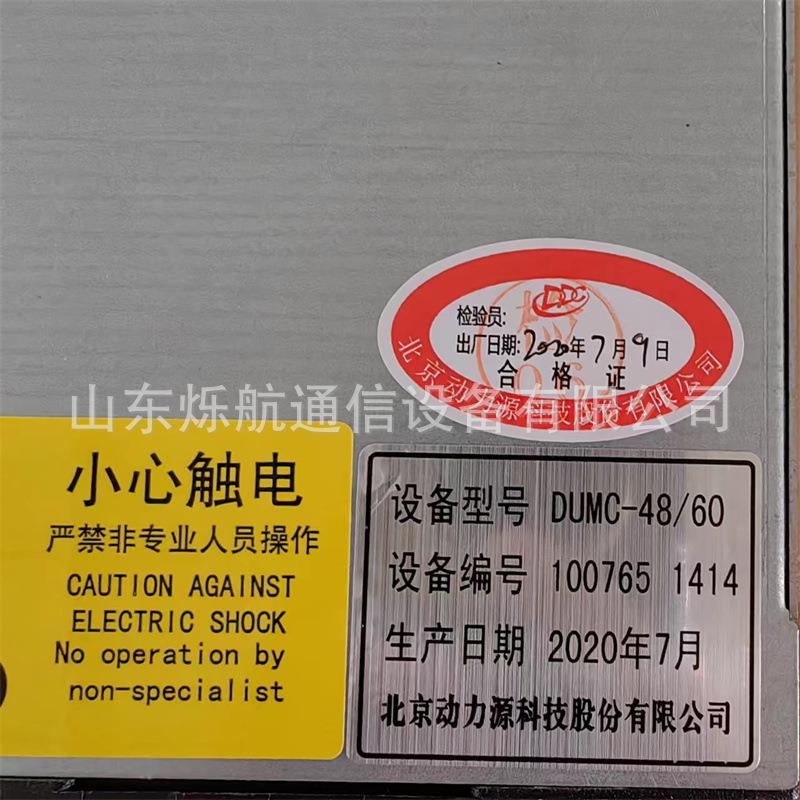 检验员:
出厂日期:2020年7月9日
合格证
北京动力源科技股份有限公司
山东烁航通信设备有限公司
小心触电
严禁非专业人员操作
CAUTION AGAINST
ELECTRIC SHOCK
No operation by
non-specialist
设备型号 DUMC-48/60
设备编号 100765 1414
生产日期 2020年7月
北京动力源科技股份有限公司